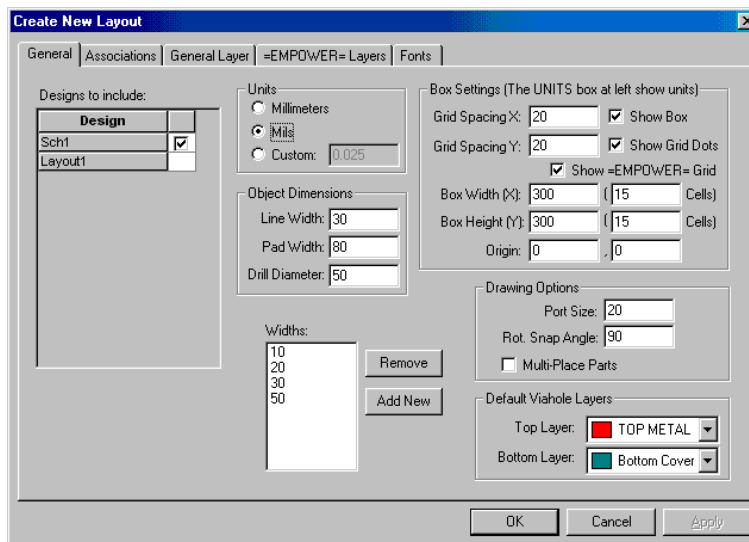 Create New Layout
General Associations General Layer =EMPOWER= Layers Fonts
Designs to include:
Design
Sch1
Layout1
Units
Millimeters
Mils
Custom: 0.025
Object Dimensions
Line Width: 30
Pad Width: 80
Drill Diameter: 50
Widths:
10
20
30
50
Remove
Add New
Box Settings (The UNITS box at left show units)
Grid Spacing X: 20 Show Box
Grid Spacing Y: 20 Show Grid Dots
Show =EMPOWER= Grid
Box Width (X): 300 ( 15 Cells)
Box Height (Y): 300 ( 15 Cells)
Origin: 0 , 0
Drawing Options
Port Size: 20
Rot. Snap Angle: 90
Multi-Place Parts
Default Viahole Layers
Top Layer: TOP METAL
Bottom Layer: Bottom Cover
OK Cancel Apply